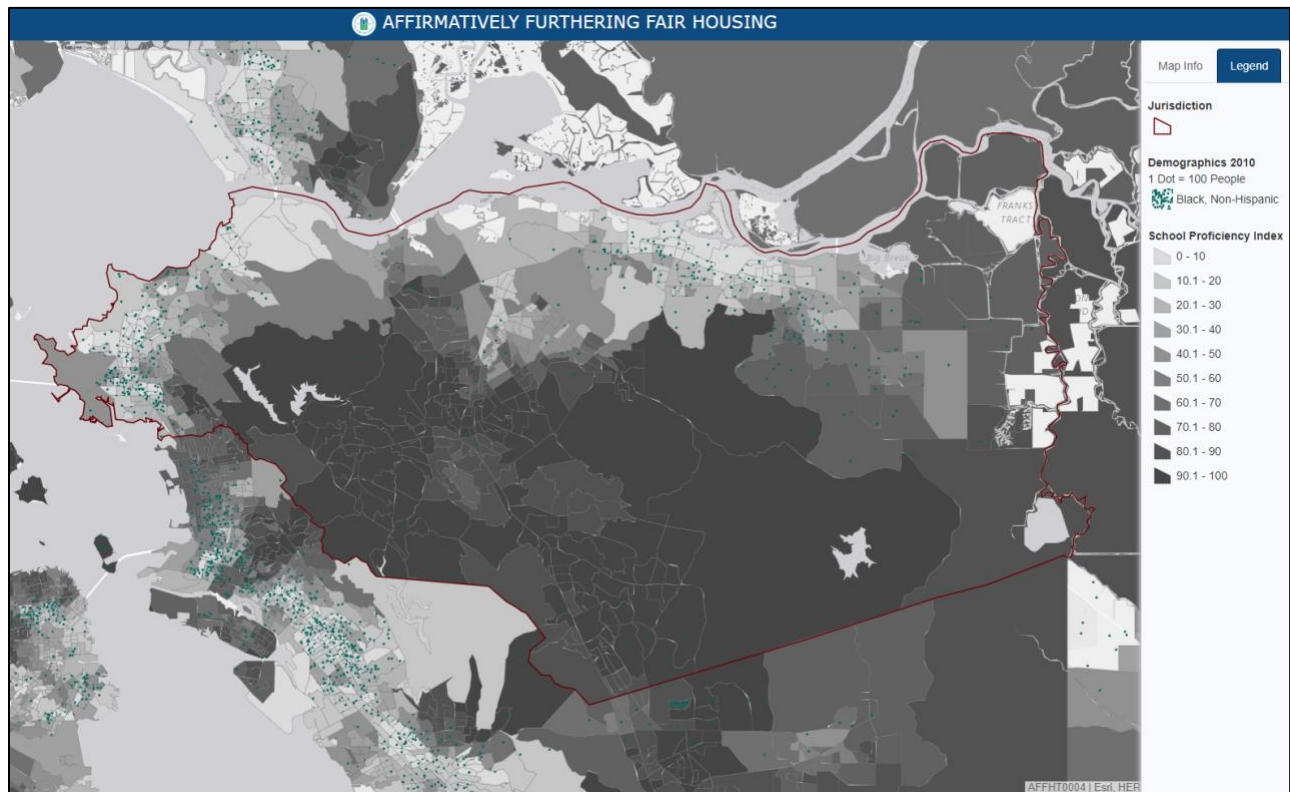 AFFIRMATIVELY FURTHERING FAIR HOUSING
Map Info
Legend
Jurisdiction
Demographics 2010
1 Dot = 100 People
Black, Non-Hispanic
School Proficiency Index
0 - 10
10.1 - 20
20.1 - 30
30.1 - 40
40.1 - 50
50.1 - 60
60.1 - 70
70.1 - 80
80.1 - 90
90.1 - 100
FRANKS
TRACT
Big Break
AFFHT0004 | Esri, HER